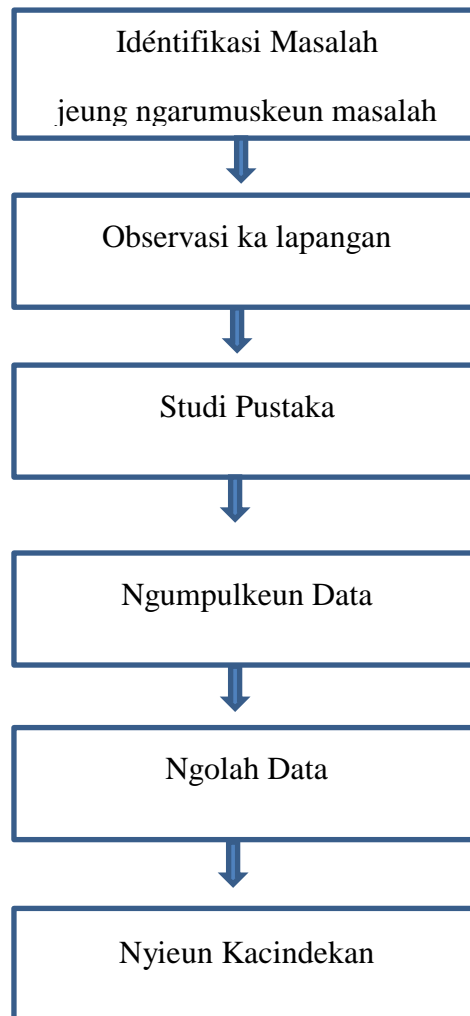 Idéntifikasi Masalah
jeung ngarumuskeun masalah
Observasi ka lapangan
Studi Pustaka
Ngumpulkeun Data
Ngolah Data
Nyieun Kacindekan